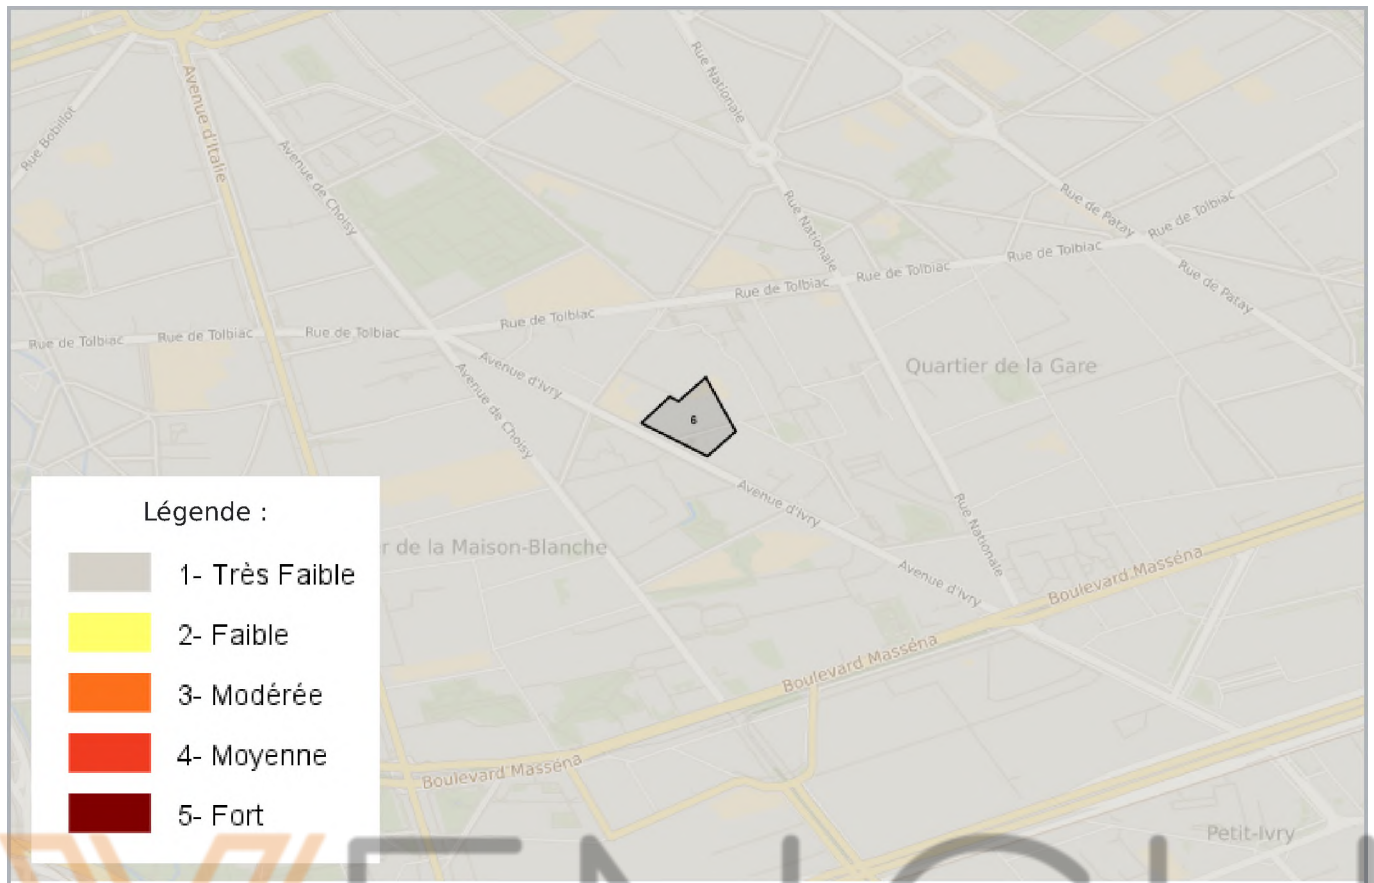 Rue Nationale
Rue Bobillot
Avenue d'Italie
Avenue de Choisy
Rue Nationale
Rue de Patay
Rue de Tolbiac
Rue de Tolbiac
Rue de Tolbiac
Rue de Patay
Rue de Tolbiac
Rue de Tolbiac
Rue de Tolbiac
Rue de Tolbiac
Rue de Tolbiac
Avenue d'Ivry
Avenue de Choisy
Quartier de la Gare
6
Avenue d'Ivry
Rue Nationale
r de la Maison-Blanche
Avenue d'Ivry
Boulevard Masséna
Boulevard Masséna
Boulevard Masséna
Petit-Ivry
Légende :
1- Très Faible
2- Faible
3- Modérée
4- Moyenne
5- Fort